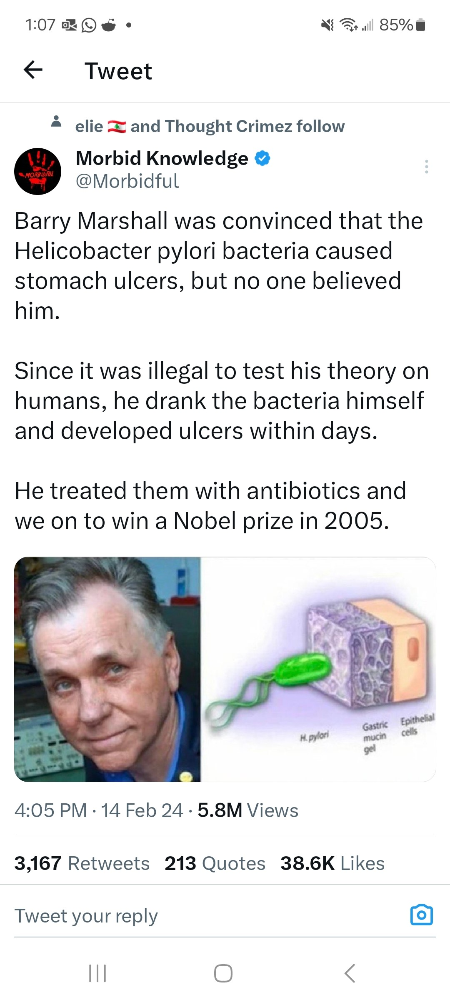 1:07 85%
Tweet
elie 🇱🇧 and Thought Crimez follow
MORBIDFUL
Morbid Knowledge
@Morbidful
Barry Marshall was convinced that the
Helicobacter pylori bacteria caused
stomach ulcers, but no one believed
him.
Since it was illegal to test his theory on
humans, he drank the bacteria himself
and developed ulcers within days.
He treated them with antibiotics and
we on to win a Nobel prize in 2005.
H. pylori
Gastric
mucin
gel
Epithelial
cells
4:05 PM · 14 Feb 24 · 5.8M Views
3,167 Retweets 213 Quotes 38.6K Likes
Tweet your reply